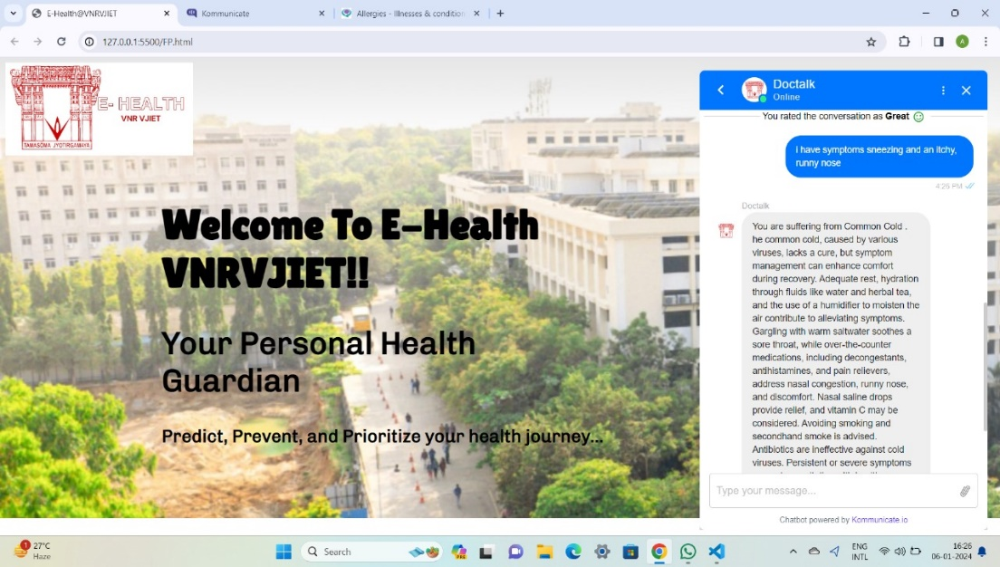 E-Health@VNRVJIET
Kommunicate
Allergies - Illnesses & condition
127.0.0.1:5500/FP.html
A
E- HEALTH
VNR VJIET
TAMASOMA JYOTIRGAMAYA
Welcome To E-Health
VNRVJIET!!
Your Personal Health
Guardian
Predict, Prevent, and Prioritize your health journey...
Doctalk
Online
You rated the conversation as Great
i have symptoms sneezing and an itchy,
runny nose
4:26 PM
Doctalk
You are suffering from Common Cold .
he common cold, caused by various
viruses, lacks a cure, but symptom
management can enhance comfort
during recovery. Adequate rest, hydration
through fluids like water and herbal tea,
and the use of a humidifier to moisten the
air contribute to alleviating symptoms.
Gargling with warm saltwater soothes a
sore throat, while over-the-counter
medications, including decongestants,
antihistamines, and pain relievers,
address nasal congestion, runny nose,
and discomfort. Nasal saline drops
provide relief, and vitamin C may be
considered. Avoiding smoking and
secondhand smoke is advised.
Antibiotics are ineffective against cold
viruses. Persistent or severe symptoms
Type your message...
Chatbot powered by Kommunicate.io
1
27°C
Haze
Search
ENG
INTL
16:26
06-01-2024